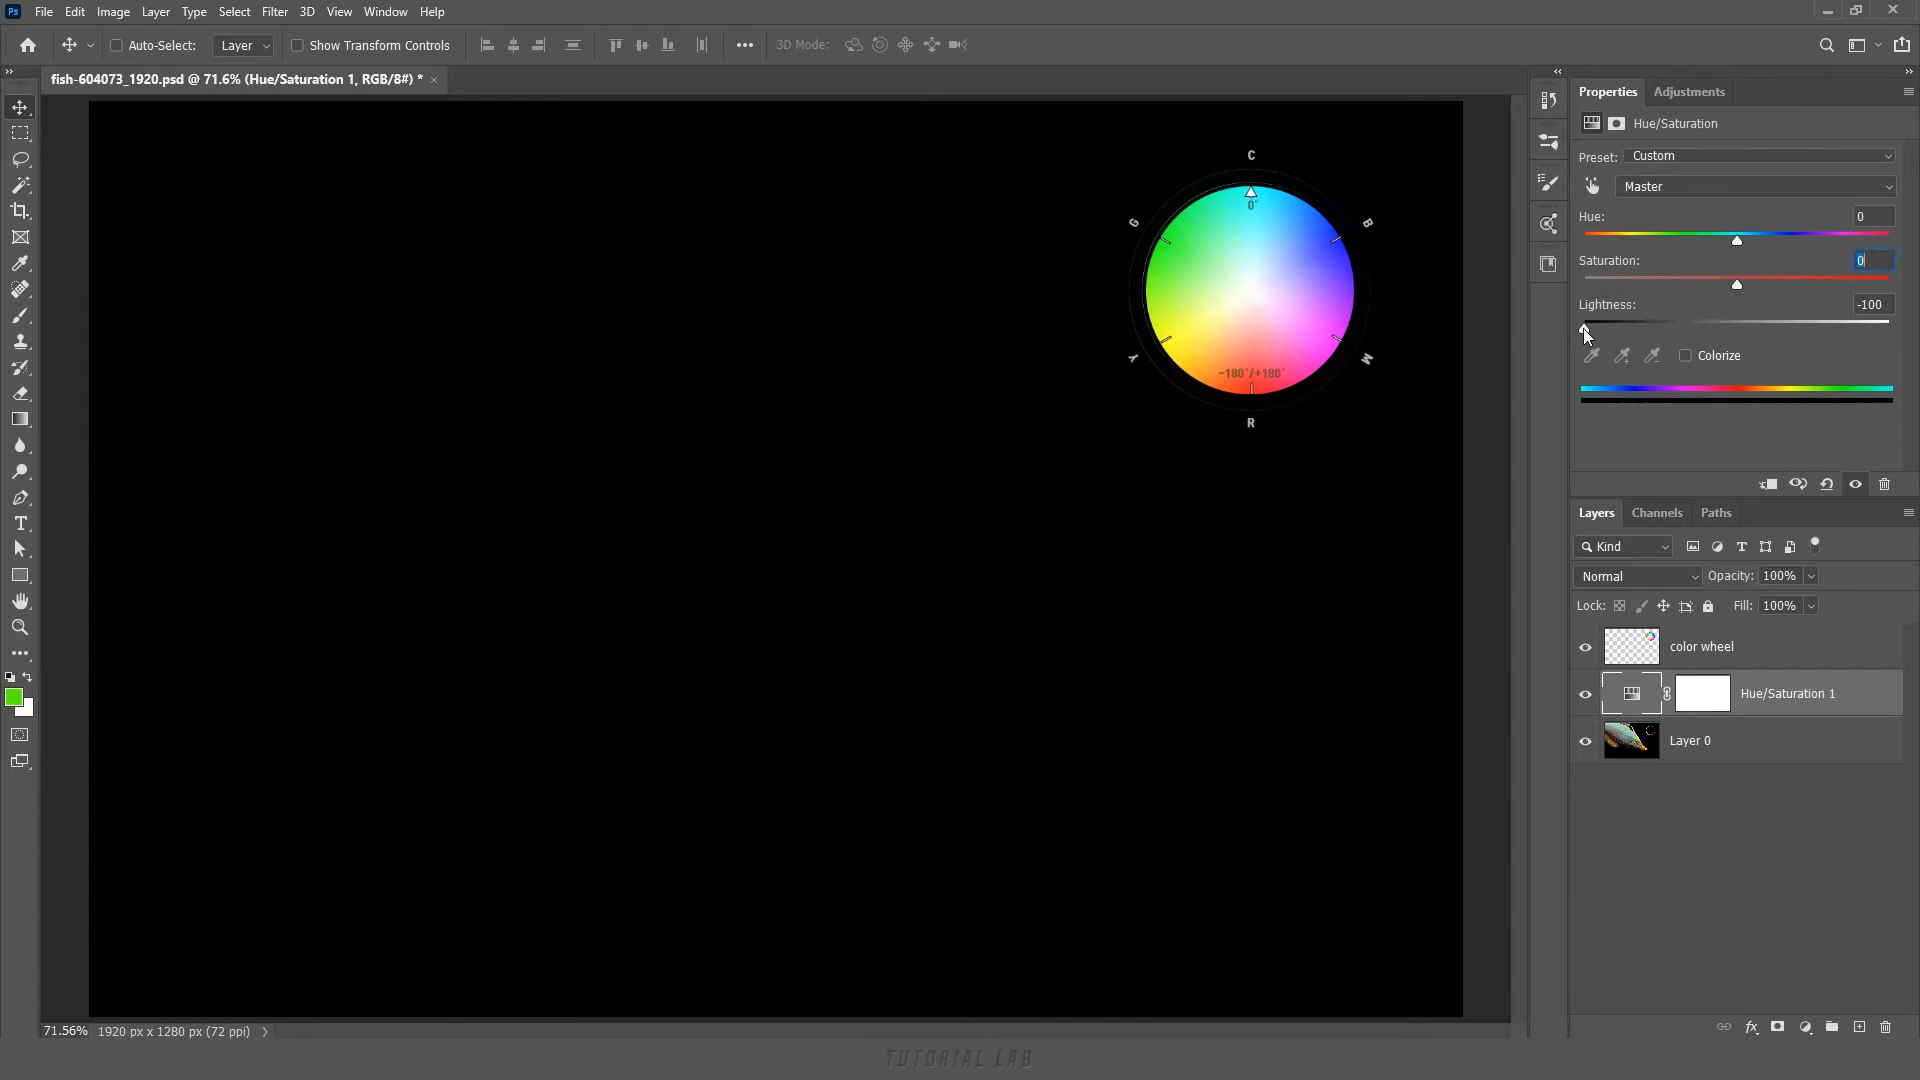 Ps File Edit Image Layer Type Select Filter 3D View Window Help
Auto-Select: Layer Show Transform Controls 3D Mode:
fish-604073_1920.psd @ 71.6% (Hue/Saturation 1, RGB/8#) *
Properties Adjustments
Hue/Saturation
Preset: Custom
Master
Hue: 0
Saturation: 0
Lightness: -100
Colorize
C
0°
G
B
Y
M
-180°/+180°
R
Layers Channels Paths
Kind
Normal Opacity: 100%
Lock: Fill: 100%
color wheel
Hue/Saturation 1
Layer 0
71.56% 1920 px x 1280 px (72 ppi)
TUTORIAL LAB